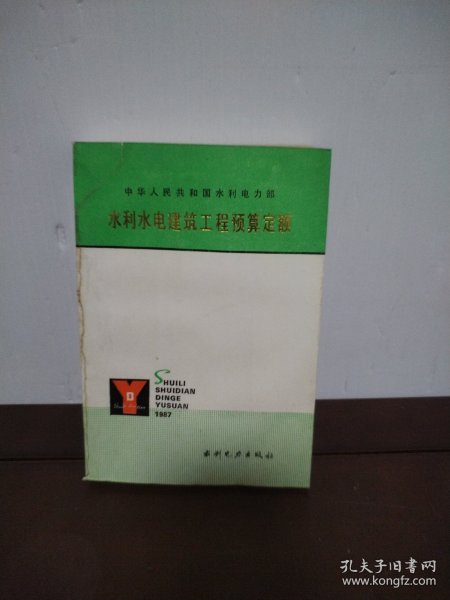 中华人民共和国水利电力部
水利水电建筑工程预算定额
YD
SHUILI
SHUIDIAN
DINGE
YUSUAN
1987
水利电力出版社
孔夫子旧书网
www.kongfz.com